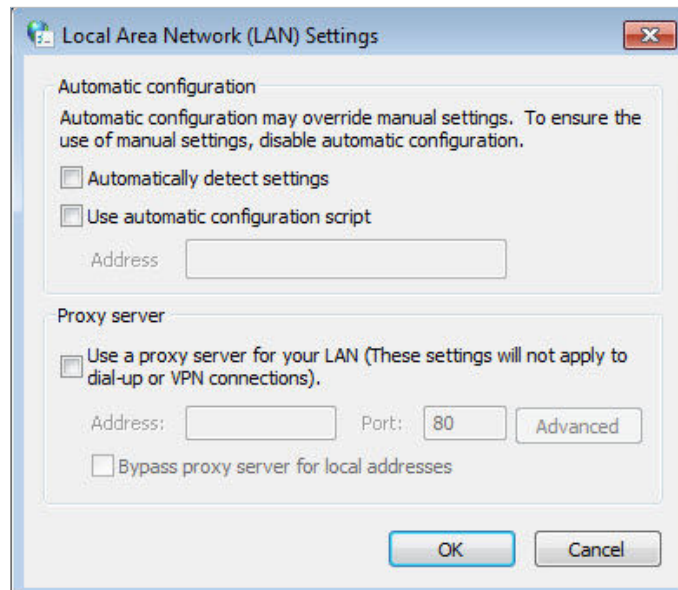 Local Area Network (LAN) Settings
Automatic configuration
Automatic configuration may override manual settings.  To ensure the
use of manual settings, disable automatic configuration.
Automatically detect settings
Use automatic configuration script
Address
Proxy server
Use a proxy server for your LAN (These settings will not apply to
dial-up or VPN connections).
Address:
Port:
80
Advanced
Bypass proxy server for local addresses
OK
Cancel